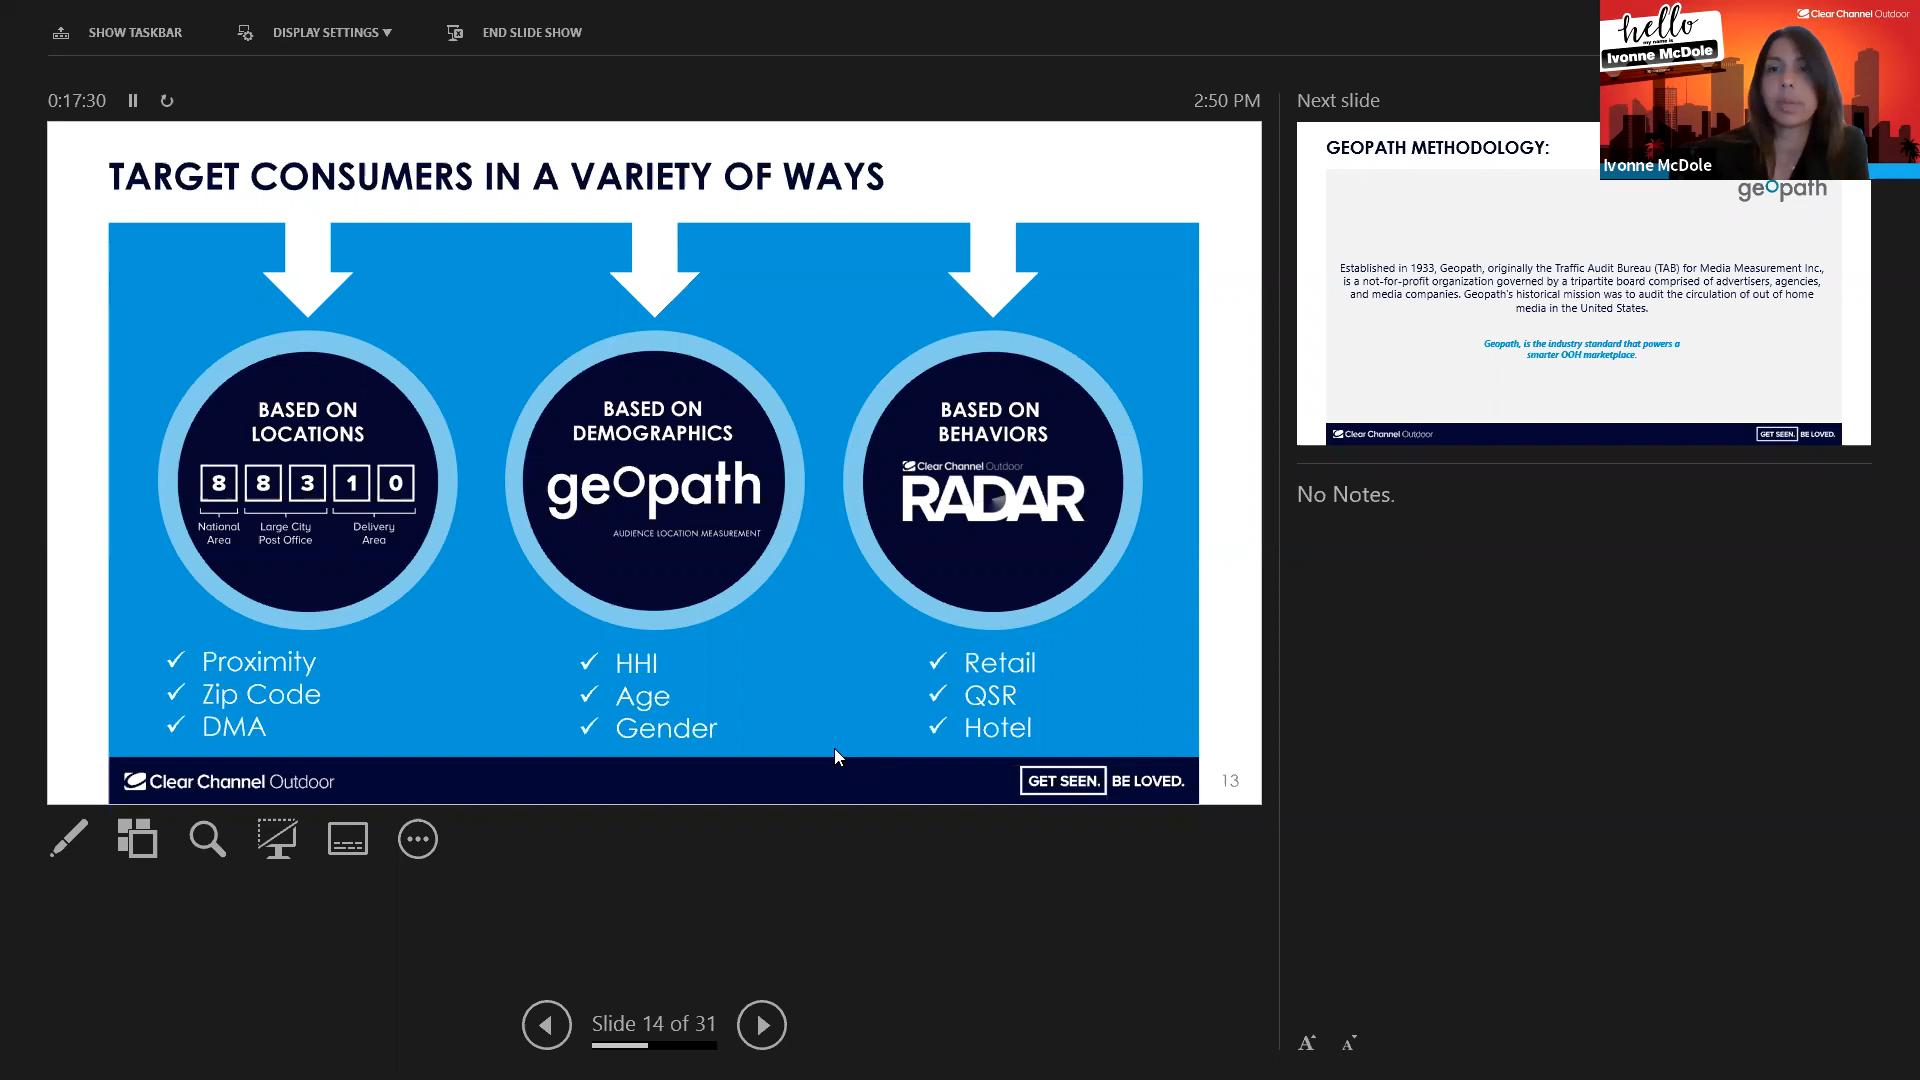 SHOW TASKBAR
DISPLAY SETTINGS ▼
END SLIDE SHOW
0:17:30
2:50 PM
TARGET CONSUMERS IN A VARIETY OF WAYS
BASED ON
LOCATIONS
8 8 3 1 0
National
Area
Large City
Post Office
Delivery
Area
BASED ON
DEMOGRAPHICS
geopath
AUDIENCE LOCATION MEASUREMENT
BASED ON
BEHAVIORS
Clear Channel Outdoor
RADAR
✓ Proximity
✓ Zip Code
✓ DMA
✓ HHI
✓ Age
✓ Gender
✓ Retail
✓ QSR
✓ Hotel
Clear Channel Outdoor
GET SEEN. BE LOVED.
13
Slide 14 of 31
Next slide
GEOPATH METHODOLOGY:
geopath
Established in 1933, Geopath, originally the Traffic Audit Bureau (TAB) for Media Measurement Inc.,
is a not-for-profit organization governed by a tripartite board comprised of advertisers, agencies,
and media companies. Geopath's historical mission was to audit the circulation of out of home
media in the United States.
Geopath, is the industry standard that powers a
smarter OOH marketplace.
Clear Channel Outdoor
GET SEEN. BE LOVED.
No Notes.
A A
hello
my name is
Ivonne McDole
Clear Channel Outdoor
Ivonne McDole